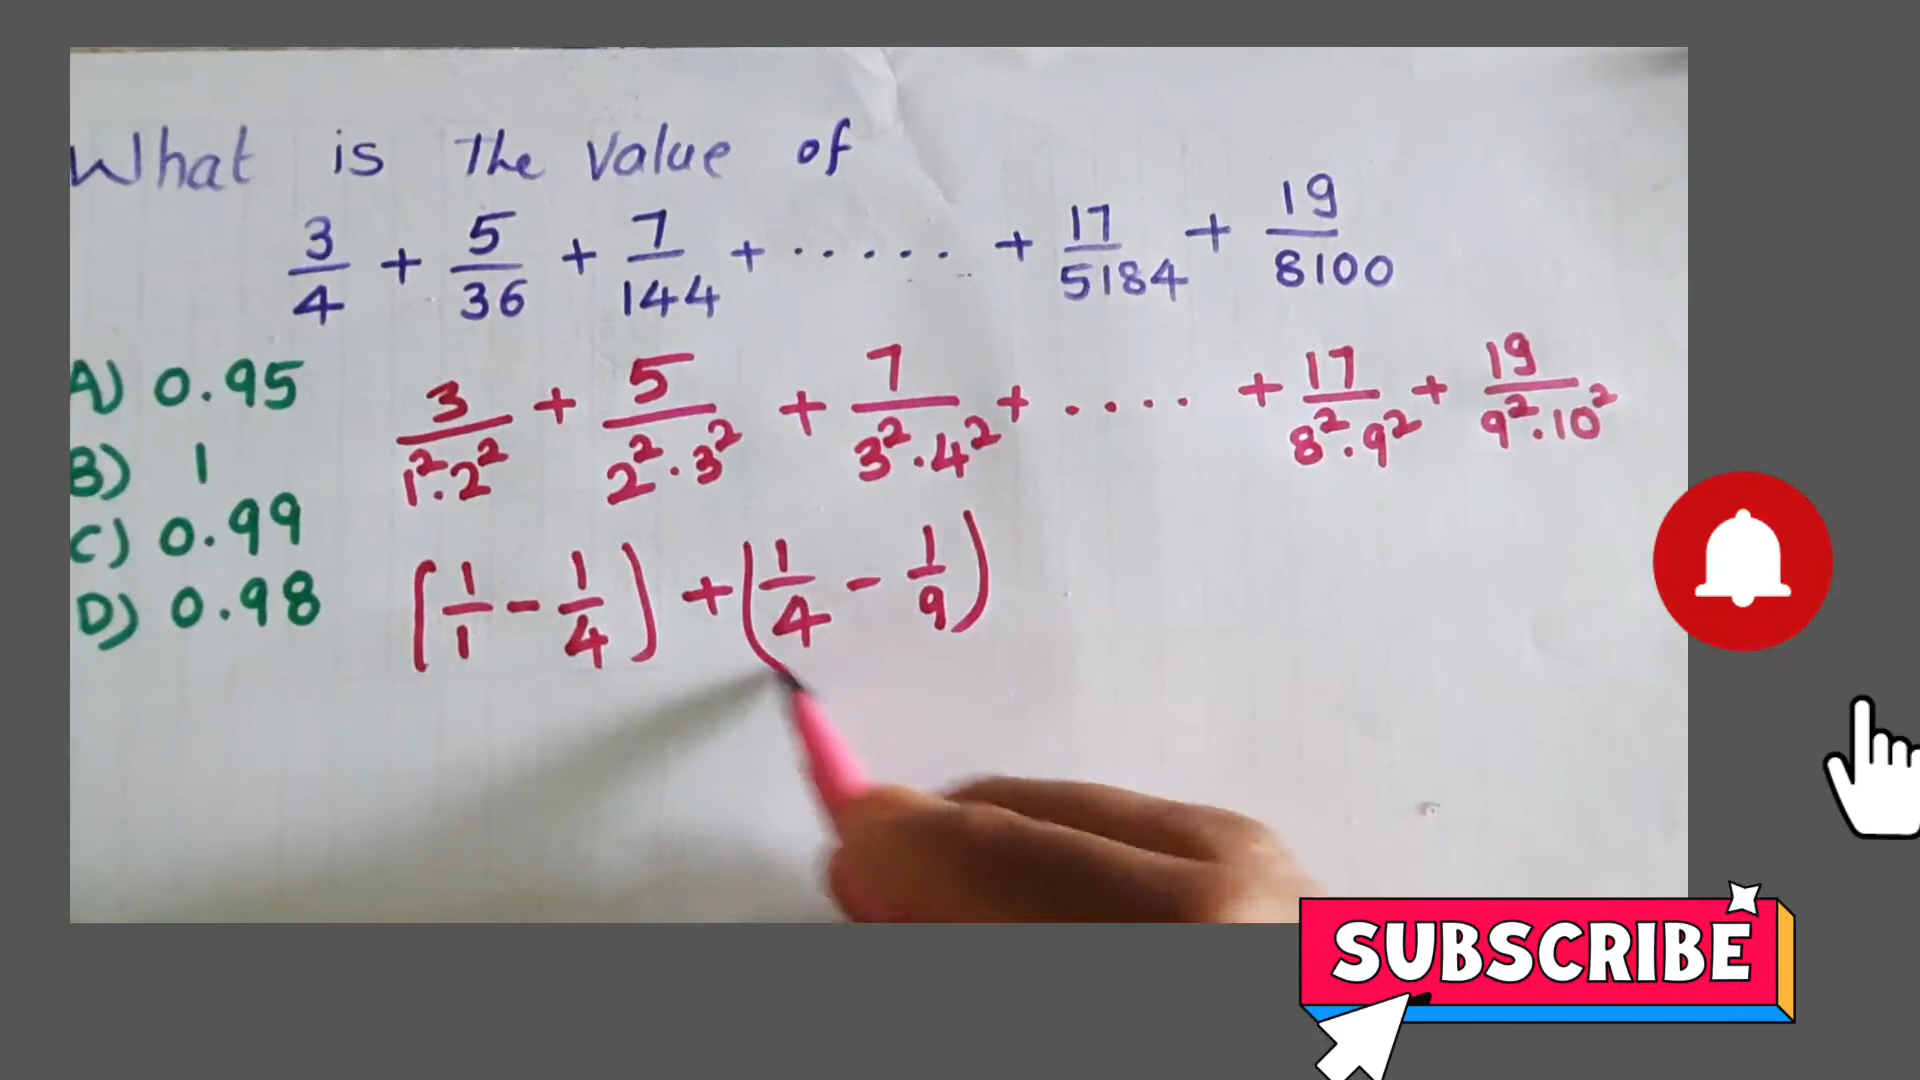 What is The Value of
3/4 + 5/36 + 7/144 + ..... + 17/5184 + 19/8100
A) 0.95
B) 1
C) 0.99
D) 0.98
3/1².2² + 5/2².3² + 7/3².4² + .... + 17/8².9² + 19/9².10²
(1/1 - 1/4) + (1/4 - 1/9)
SUBSCRIBE